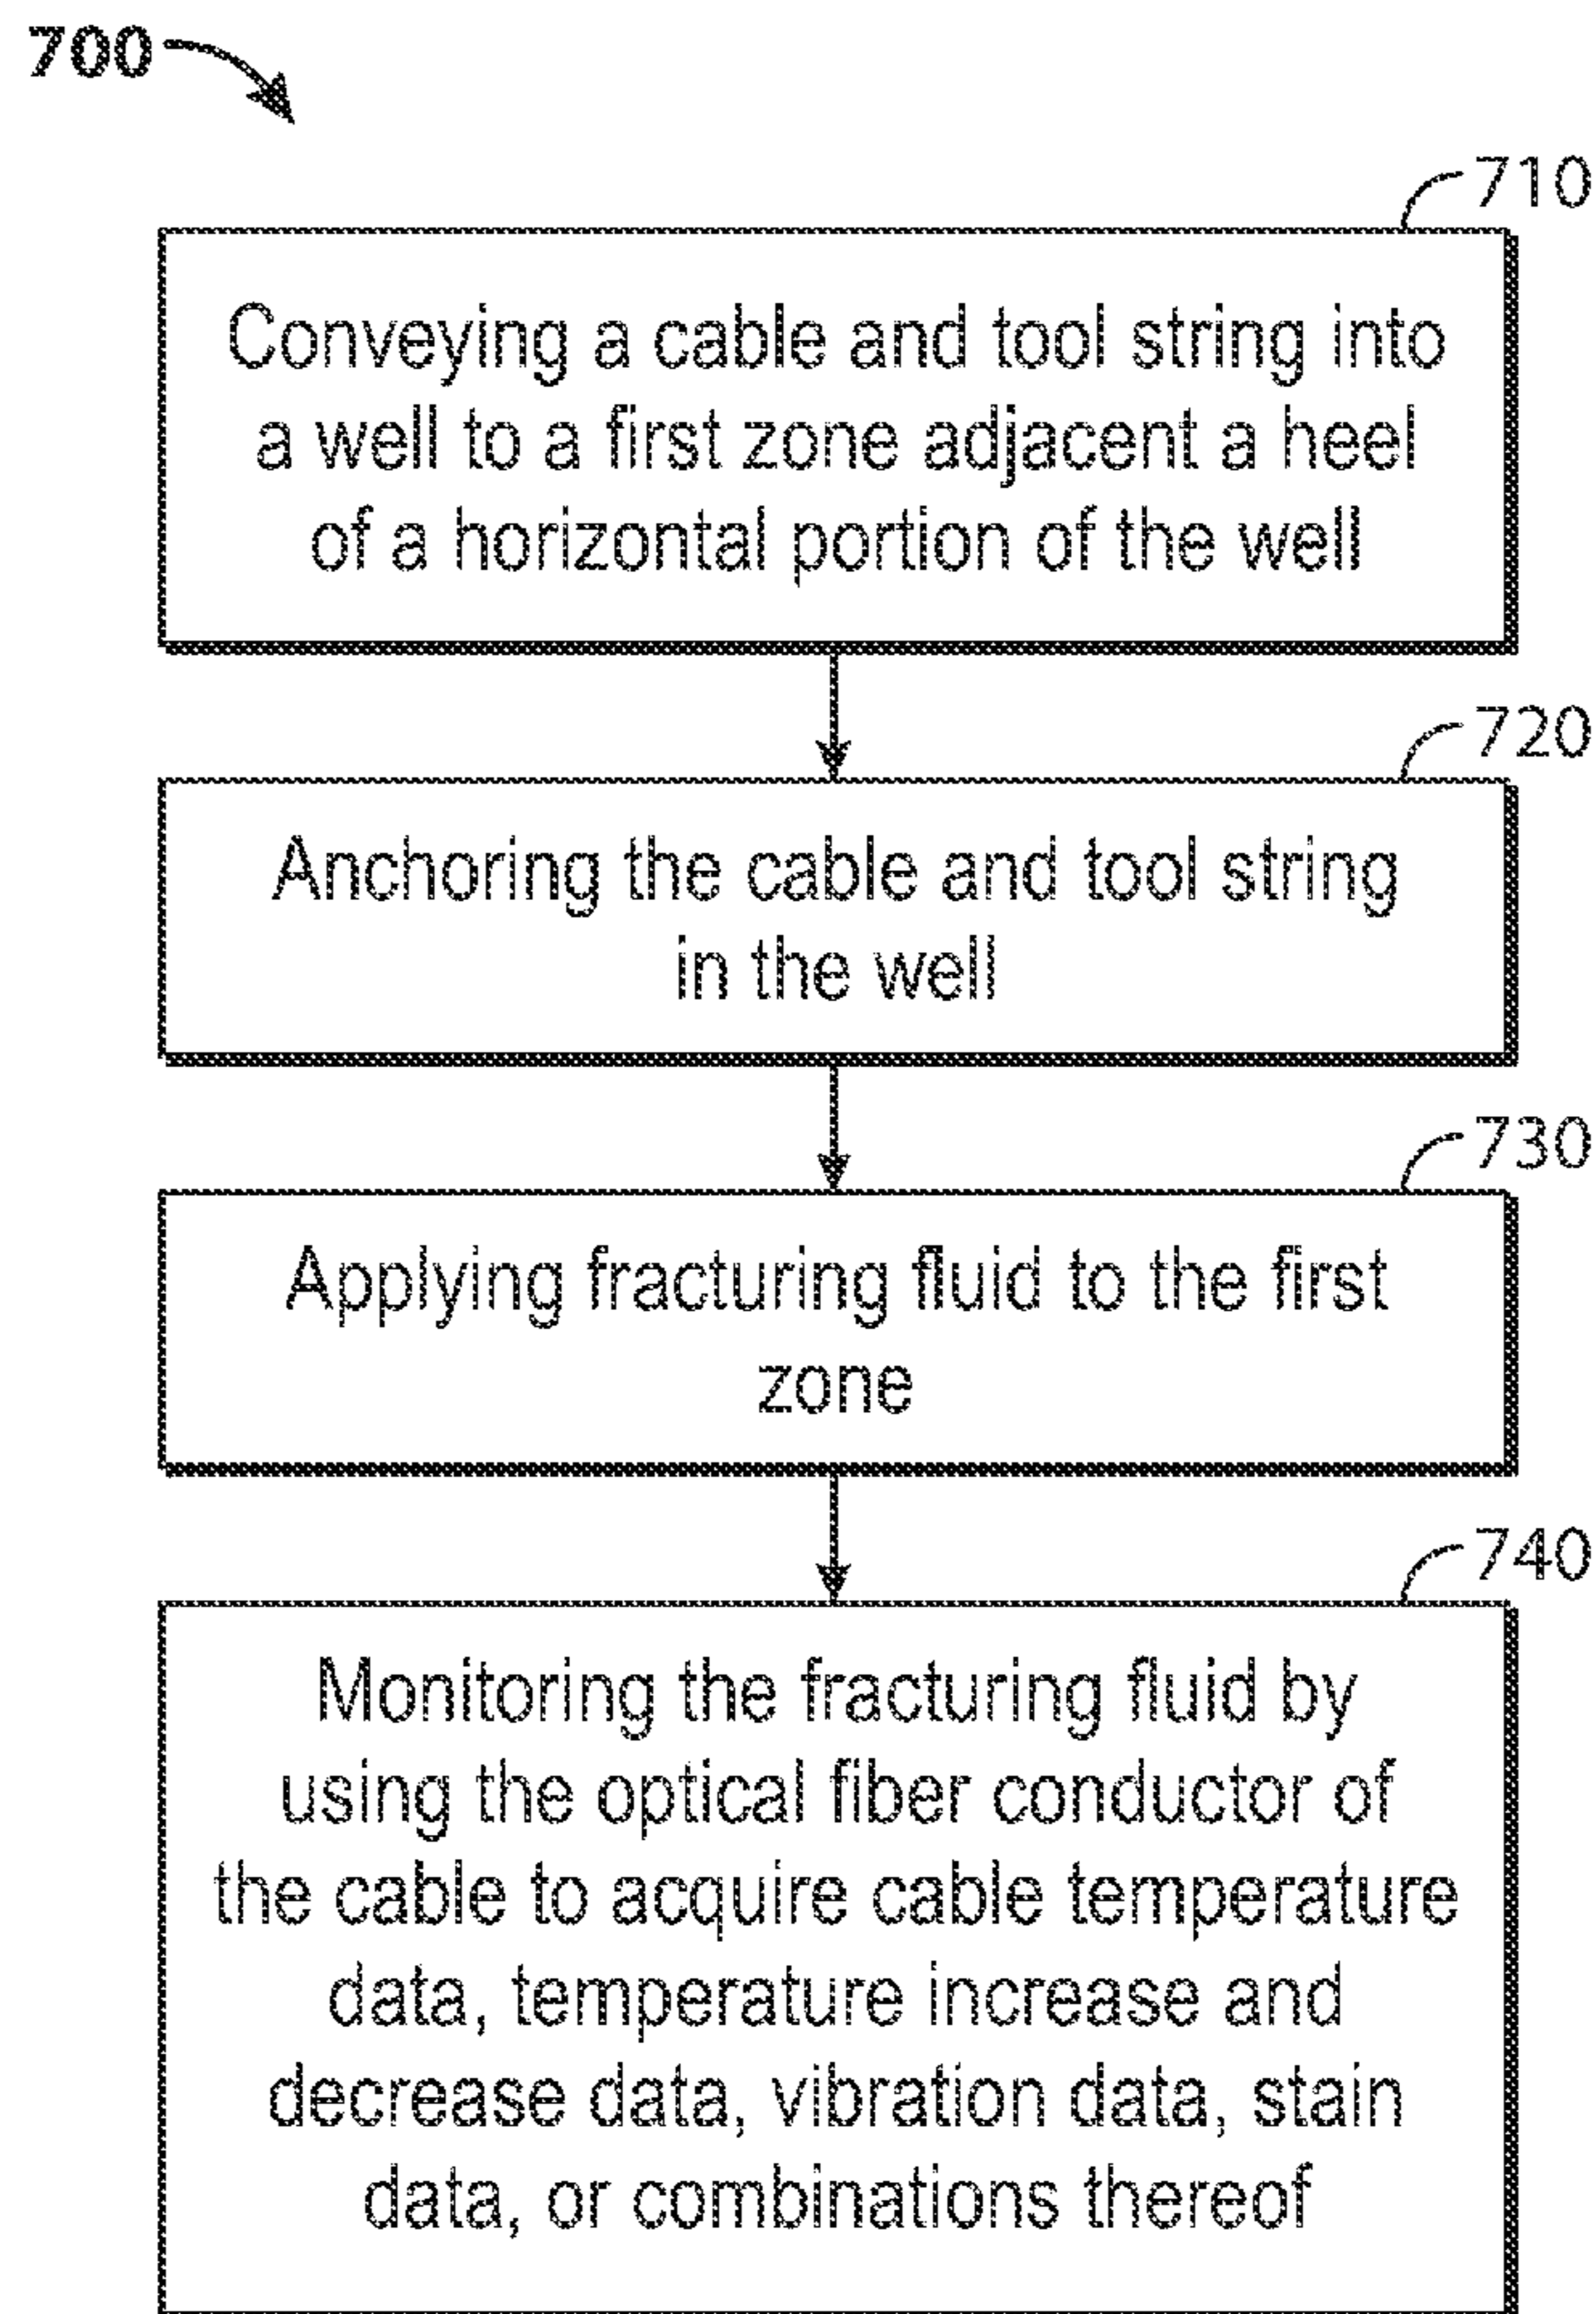 700
710
Conveying a cable and tool string into
a well to a first zone adjacent a heel
of a horizontal portion of the well
720
Anchoring the cable and tool string
in the well
730
Applying fracturing fluid to the first
zone
740
Monitoring the fracturing fluid by
using the optical fiber conductor of
the cable to acquire cable temperature
data, temperature increase and
decrease data, vibration data, stain
data, or combinations thereof